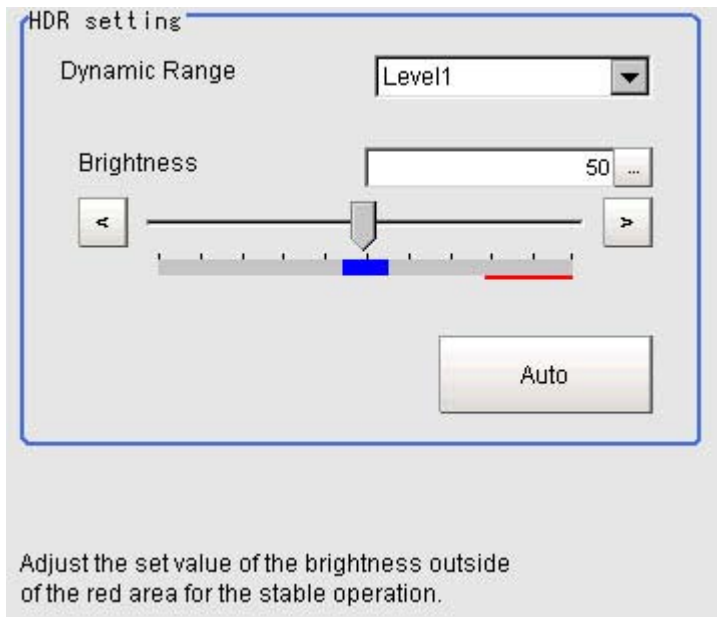 HDR setting
Dynamic Range Level1
Brightness 50 ...
< >
Auto
Adjust the set value of the brightness outside
of the red area for the stable operation.